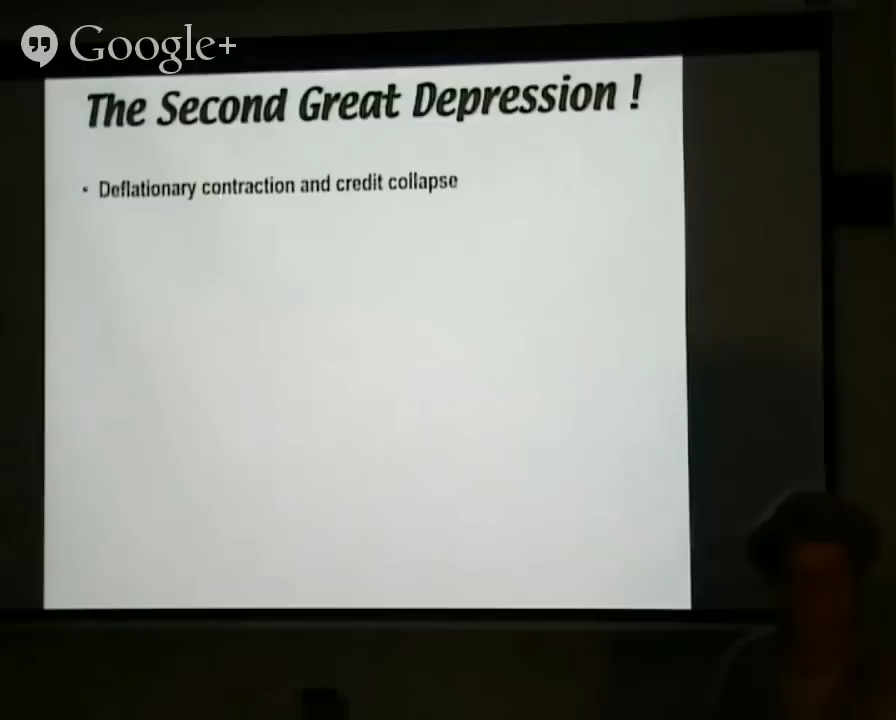 Google+
The Second Great Depression !
• Deflationary contraction and credit collapse